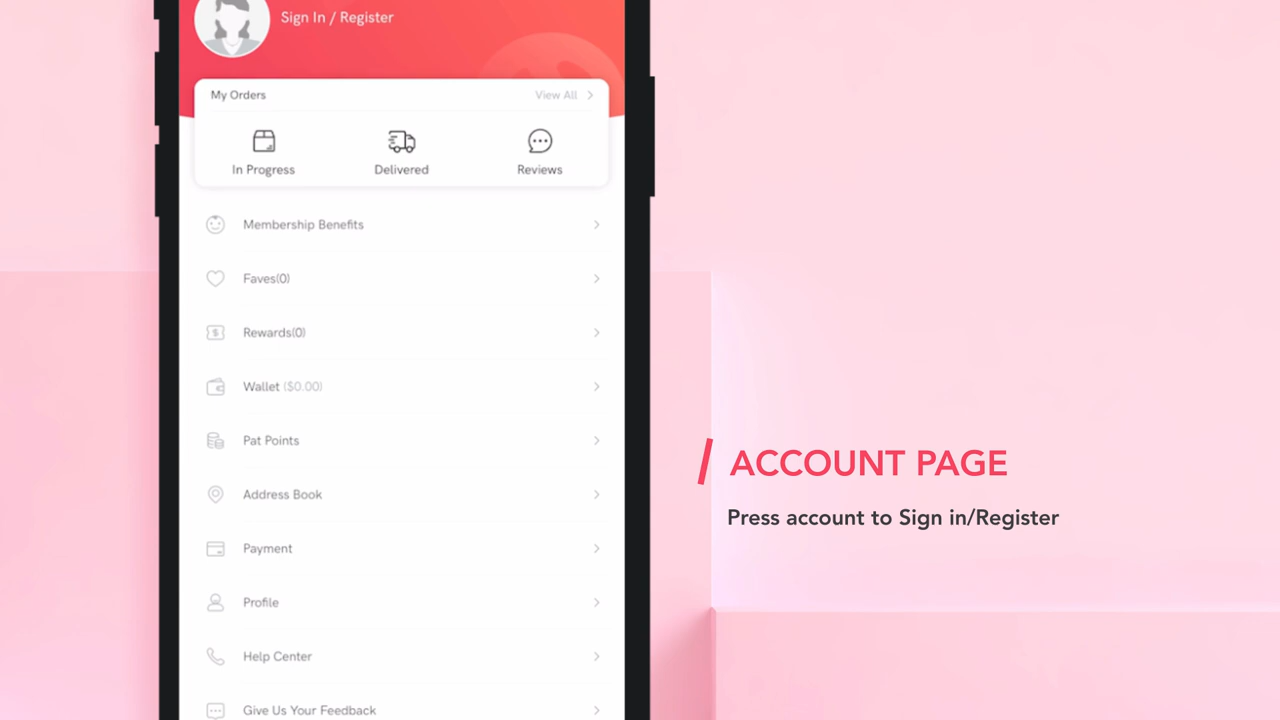 Sign In / Register
My Orders
View All
In Progress
Delivered
Reviews
Membership Benefits
Faves(0)
Rewards(0)
Wallet ($0.00)
Pat Points
Address Book
Payment
Profile
Help Center
Give Us Your Feedback
ACCOUNT PAGE
Press account to Sign in/Register